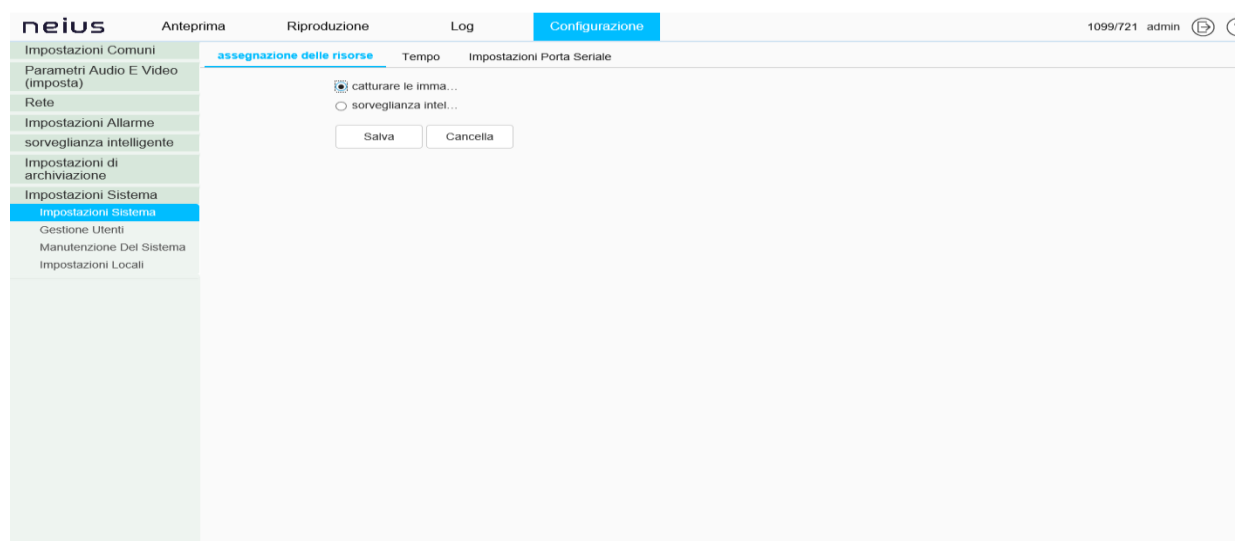 neius Anteprima Riproduzione Log Configurazione 1099/721 admin
Impostazioni Comuni
Parametri Audio E Video
(imposta)
Rete
Impostazioni Allarme
sorveglianza intelligente
Impostazioni di
archiviazione
Impostazioni Sistema
Impostazioni Sistema
Gestione Utenti
Manutenzione Del Sistema
Impostazioni Locali
assegnazione delle risorse Tempo Impostazioni Porta Seriale
catturare le imma...
sorveglianza intel...
Salva Cancella